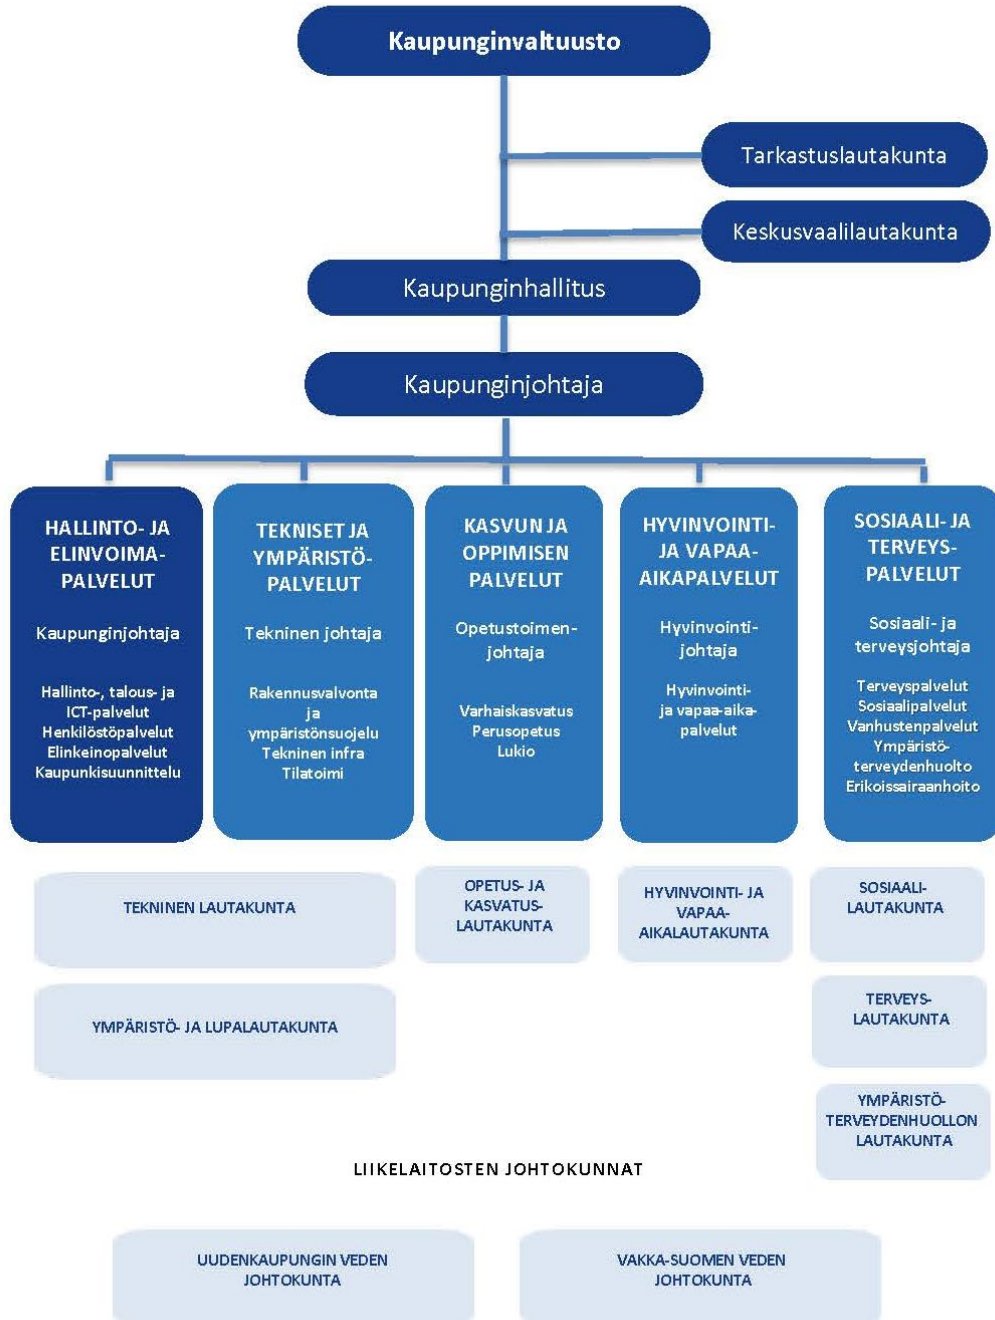 Kaupunginvaltuusto
Tarkastuslautakunta
Keskusvaalilautakunta
Kaupunginhallitus
Kaupunginjohtaja
HALLINTO- JA
ELINVOIMA-
PALVELUT
Kaupunginjohtaja
Hallinto-, talous- ja
ICT-palvelut
Henkilöstöpalvelut
Elinkeinopalvelut
Kaupunkisuunnittelu
TEKNISET JA
YMPÄRISTÖ-
PALVELUT
Tekninen johtaja
Rakennusvalvonta
ja
ympäristönsuojelu
Tekninen infra
Tilatoimi
KASVUN JA
OPPIMISEN
PALVELUT
Opetustoimen-
johtaja
Varhaiskasvatus
Perusopetus
Lukio
HYVINVOINTI-
JA VAPAA-
AIKAPALVELUT
Hyvinvointi-
johtaja
Hyvinvointi-
ja vapaa-aika-
palvelut
SOSIAALI- JA
TERVEYS-
PALVELUT
Sosiaali- ja
terveysjohtaja
Terveyspalvelut
Sosiaalipalvelut
Vanhustenpalvelut
Ympäristö-
terveydenhuolto
Erikoissairaanhoito
TEKNINEN LAUTAKUNTA
YMPÄRISTÖ- JA LUPALAUTAKUNTA
OPETUS- JA
KASVATUS-
LAUTAKUNTA
HYVINVOINTI- JA
VAPAA-
AIKALAUTAKUNTA
SOSIAALI-
LAUTAKUNTA
TERVEYS-
LAUTAKUNTA
YMPÄRISTÖ-
TERVEYDENHUOLLON
LAUTAKUNTA
LIIKELAITOSTEN JOHTOKUNNAT
UUDENKAUPUNGIN VEDEN
JOHTOKUNTA
VAKKA-SUOMEN VEDEN
JOHTOKUNTA